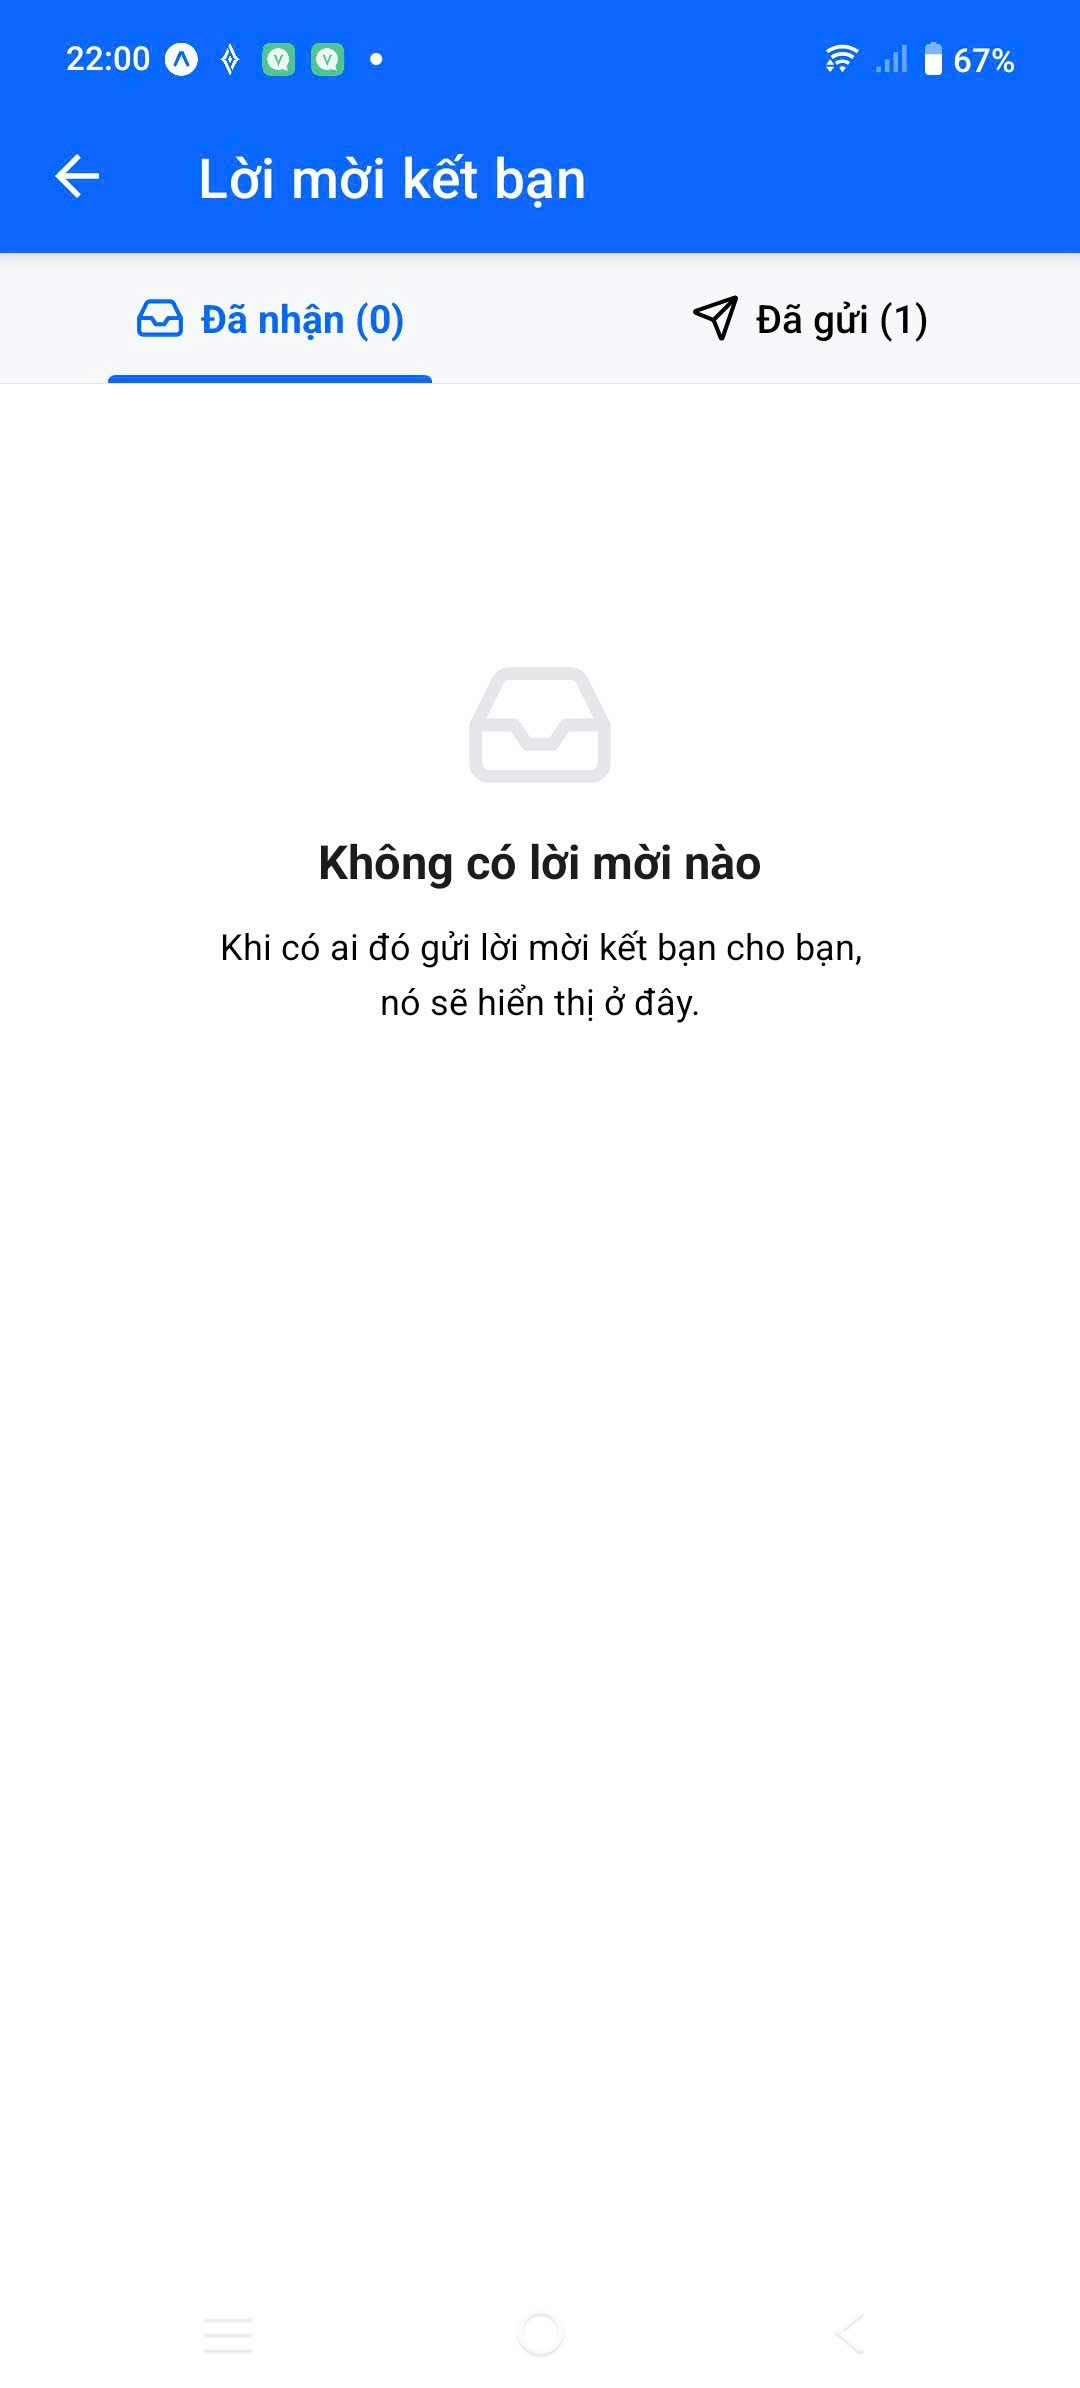 22:00
67%
Lời mời kết bạn
Đã nhận (0)
Đã gửi (1)
Không có lời mời nào
Khi có ai đó gửi lời mời kết bạn cho bạn,
nó sẽ hiển thị ở đây.